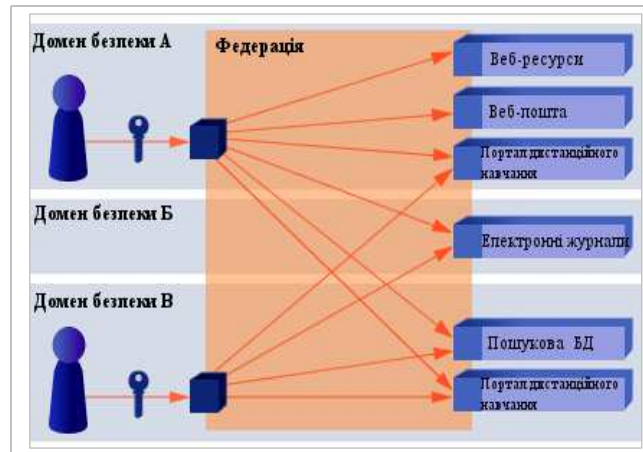 Домен безпеки А
Федерація
Веб-ресурси
Веб-пошта
Портал дистанційного
навчання
Домен безпеки Б
Електронні журнали
Домен безпеки В
Пошукова БД
Портал дистанційного
навчання